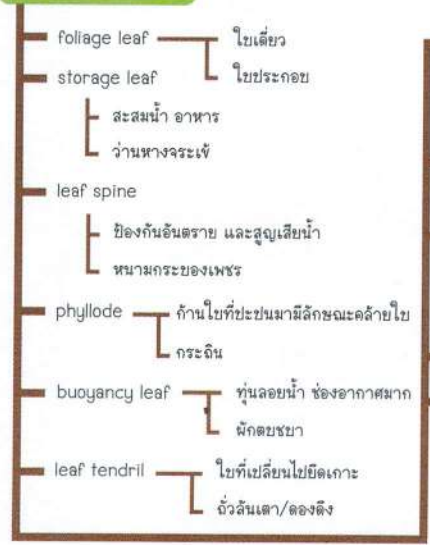 foliage leaf ใบเดี่ยว
ใบประกอบ
storage leaf
สะสมน้ำ อาหาร
ว่านหางจระเข้
leaf spine
ป้องกันอันตราย และสูญเสียน้ำ
หนามกระบองเพชร
phyllode ก้านใบที่ปะปนมามีลักษณะคล้ายใบ
กระถิน
buoyancy leaf ทุ่นลอยน้ำ ช่องอากาศมาก
ผักตบชบา
leaf tendril ใบที่เปลี่ยนไปยึดเกาะ
ถั่วลันเตา/ดองดึง